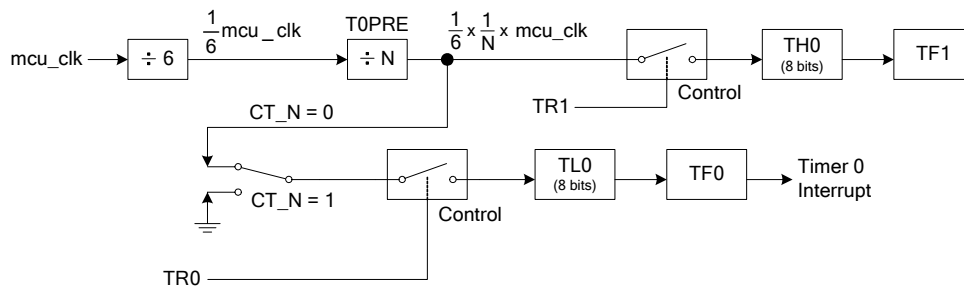 T0PRE
mcu_clk
÷ 6
1/6 mcu_clk
÷ N
1/6 × 1/N × mcu_clk
TH0
(8 bits)
TF1
TR1
Control
CT_N = 0
CT_N = 1
TL0
(8 bits)
TF0
Timer 0
Interrupt
Control
TR0